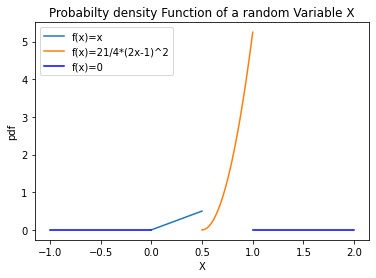 Probabilty density Function of a random Variable X
f(x)=x
f(x)=21/4*(2x-1)^2
f(x)=0
pdf
5
4
3
2
1
0
-1.0 -0.5 0.0 0.5 1.0 1.5 2.0
X